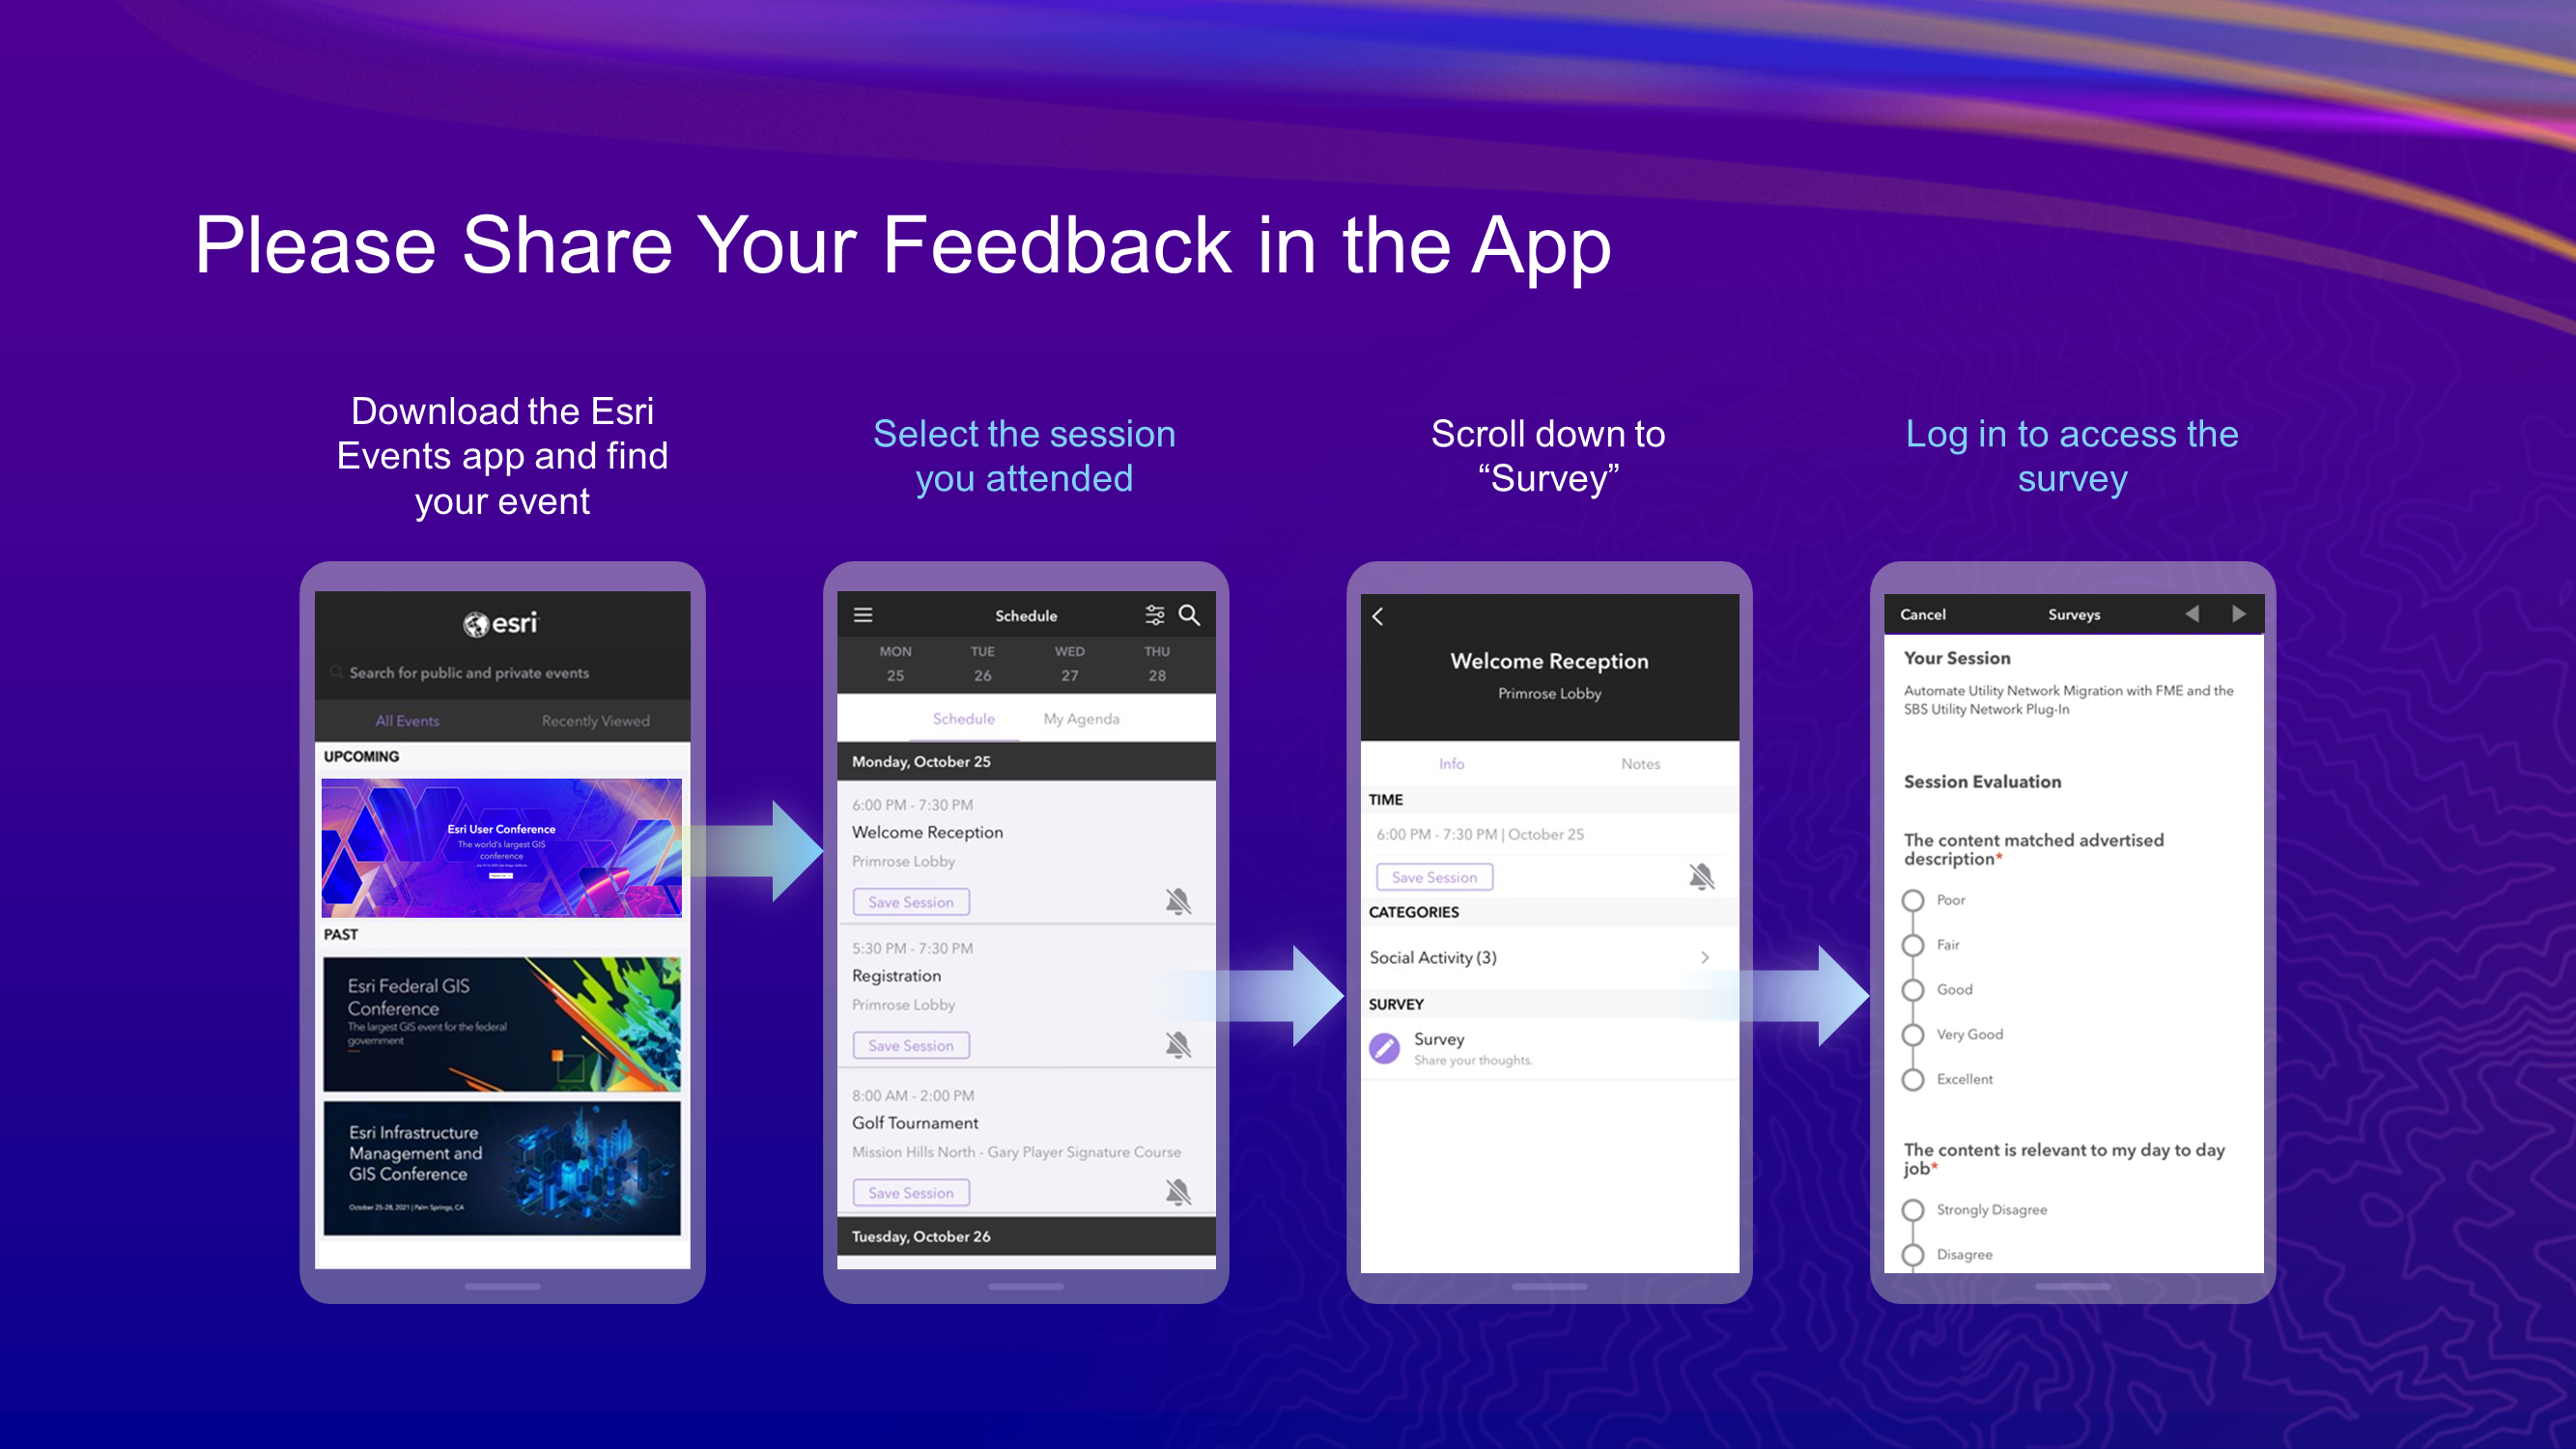 Please Share Your Feedback in the App
Download the Esri
Events app and find
your event
Select the session
you attended
Scroll down to
“Survey”
Log in to access the
survey
esri
Search for public and private events
All Events
Recently Viewed
UPCOMING
Esri User Conference
The world's largest GIS
conference
PAST
Esri Federal GIS
Conference
The largest GIS event for the federal
government
Esri Infrastructure
Management and
GIS Conference
October 25-28, 2021 | Palm Springs, CA
Schedule
MON TUE WED THU
25 26 27 28
Schedule My Agenda
Monday, October 25
6:00 PM - 7:30 PM
Welcome Reception
Primrose Lobby
Save Session
5:30 PM - 7:30 PM
Registration
Primrose Lobby
Save Session
8:00 AM - 2:00 PM
Golf Tournament
Mission Hills North - Gary Player Signature Course
Save Session
Tuesday, October 26
Welcome Reception
Primrose Lobby
Info Notes
TIME
6:00 PM - 7:30 PM | October 25
Save Session
CATEGORIES
Social Activity (3)
SURVEY
Survey
Share your thoughts.
Cancel Surveys
Your Session
Automate Utility Network Migration with FME and the
SBS Utility Network Plug-In
Session Evaluation
The content matched advertised
description*
Poor
Fair
Good
Very Good
Excellent
The content is relevant to my day to day
job*
Strongly Disagree
Disagree